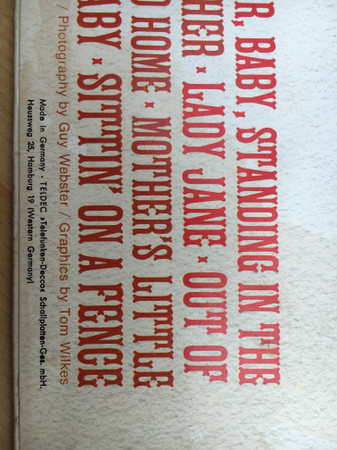 R, BABY, STANDING IN THE
HER • LADY JANE • OUT OF
O HOME • MOTHER'S LITTLE
ABY • SITTIN' ON A FENCE
/ Photography by Guy Webster / Graphics by Tom Wilkes
Made in Germany · TELDEC »Telefunken-Decca« Schallplatten-Ges. mbH.
Heussweg 25, Hamburg 19 (Western Germany)